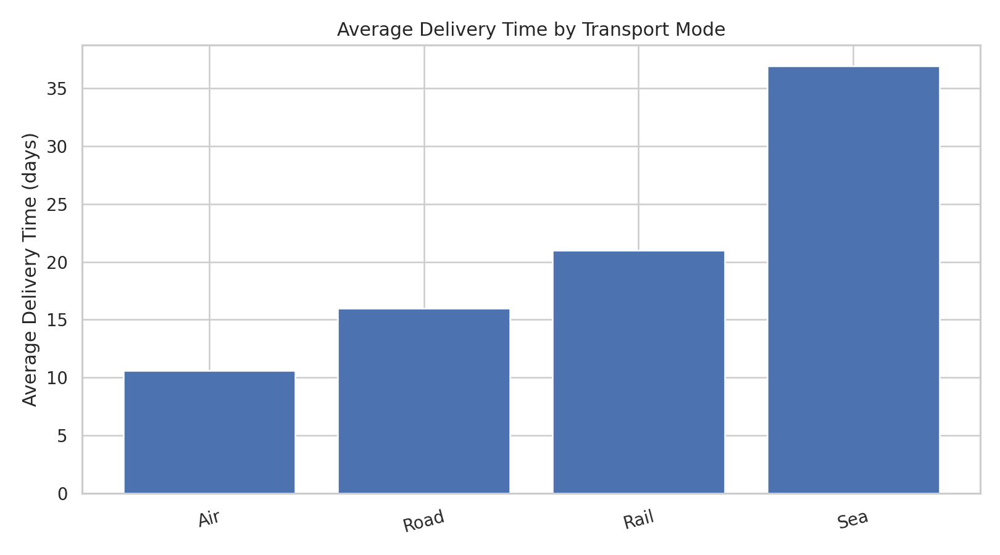 Average Delivery Time by Transport Mode
Average Delivery Time (days)
35
30
25
20
15
10
5
0
Air
Road
Rail
Sea